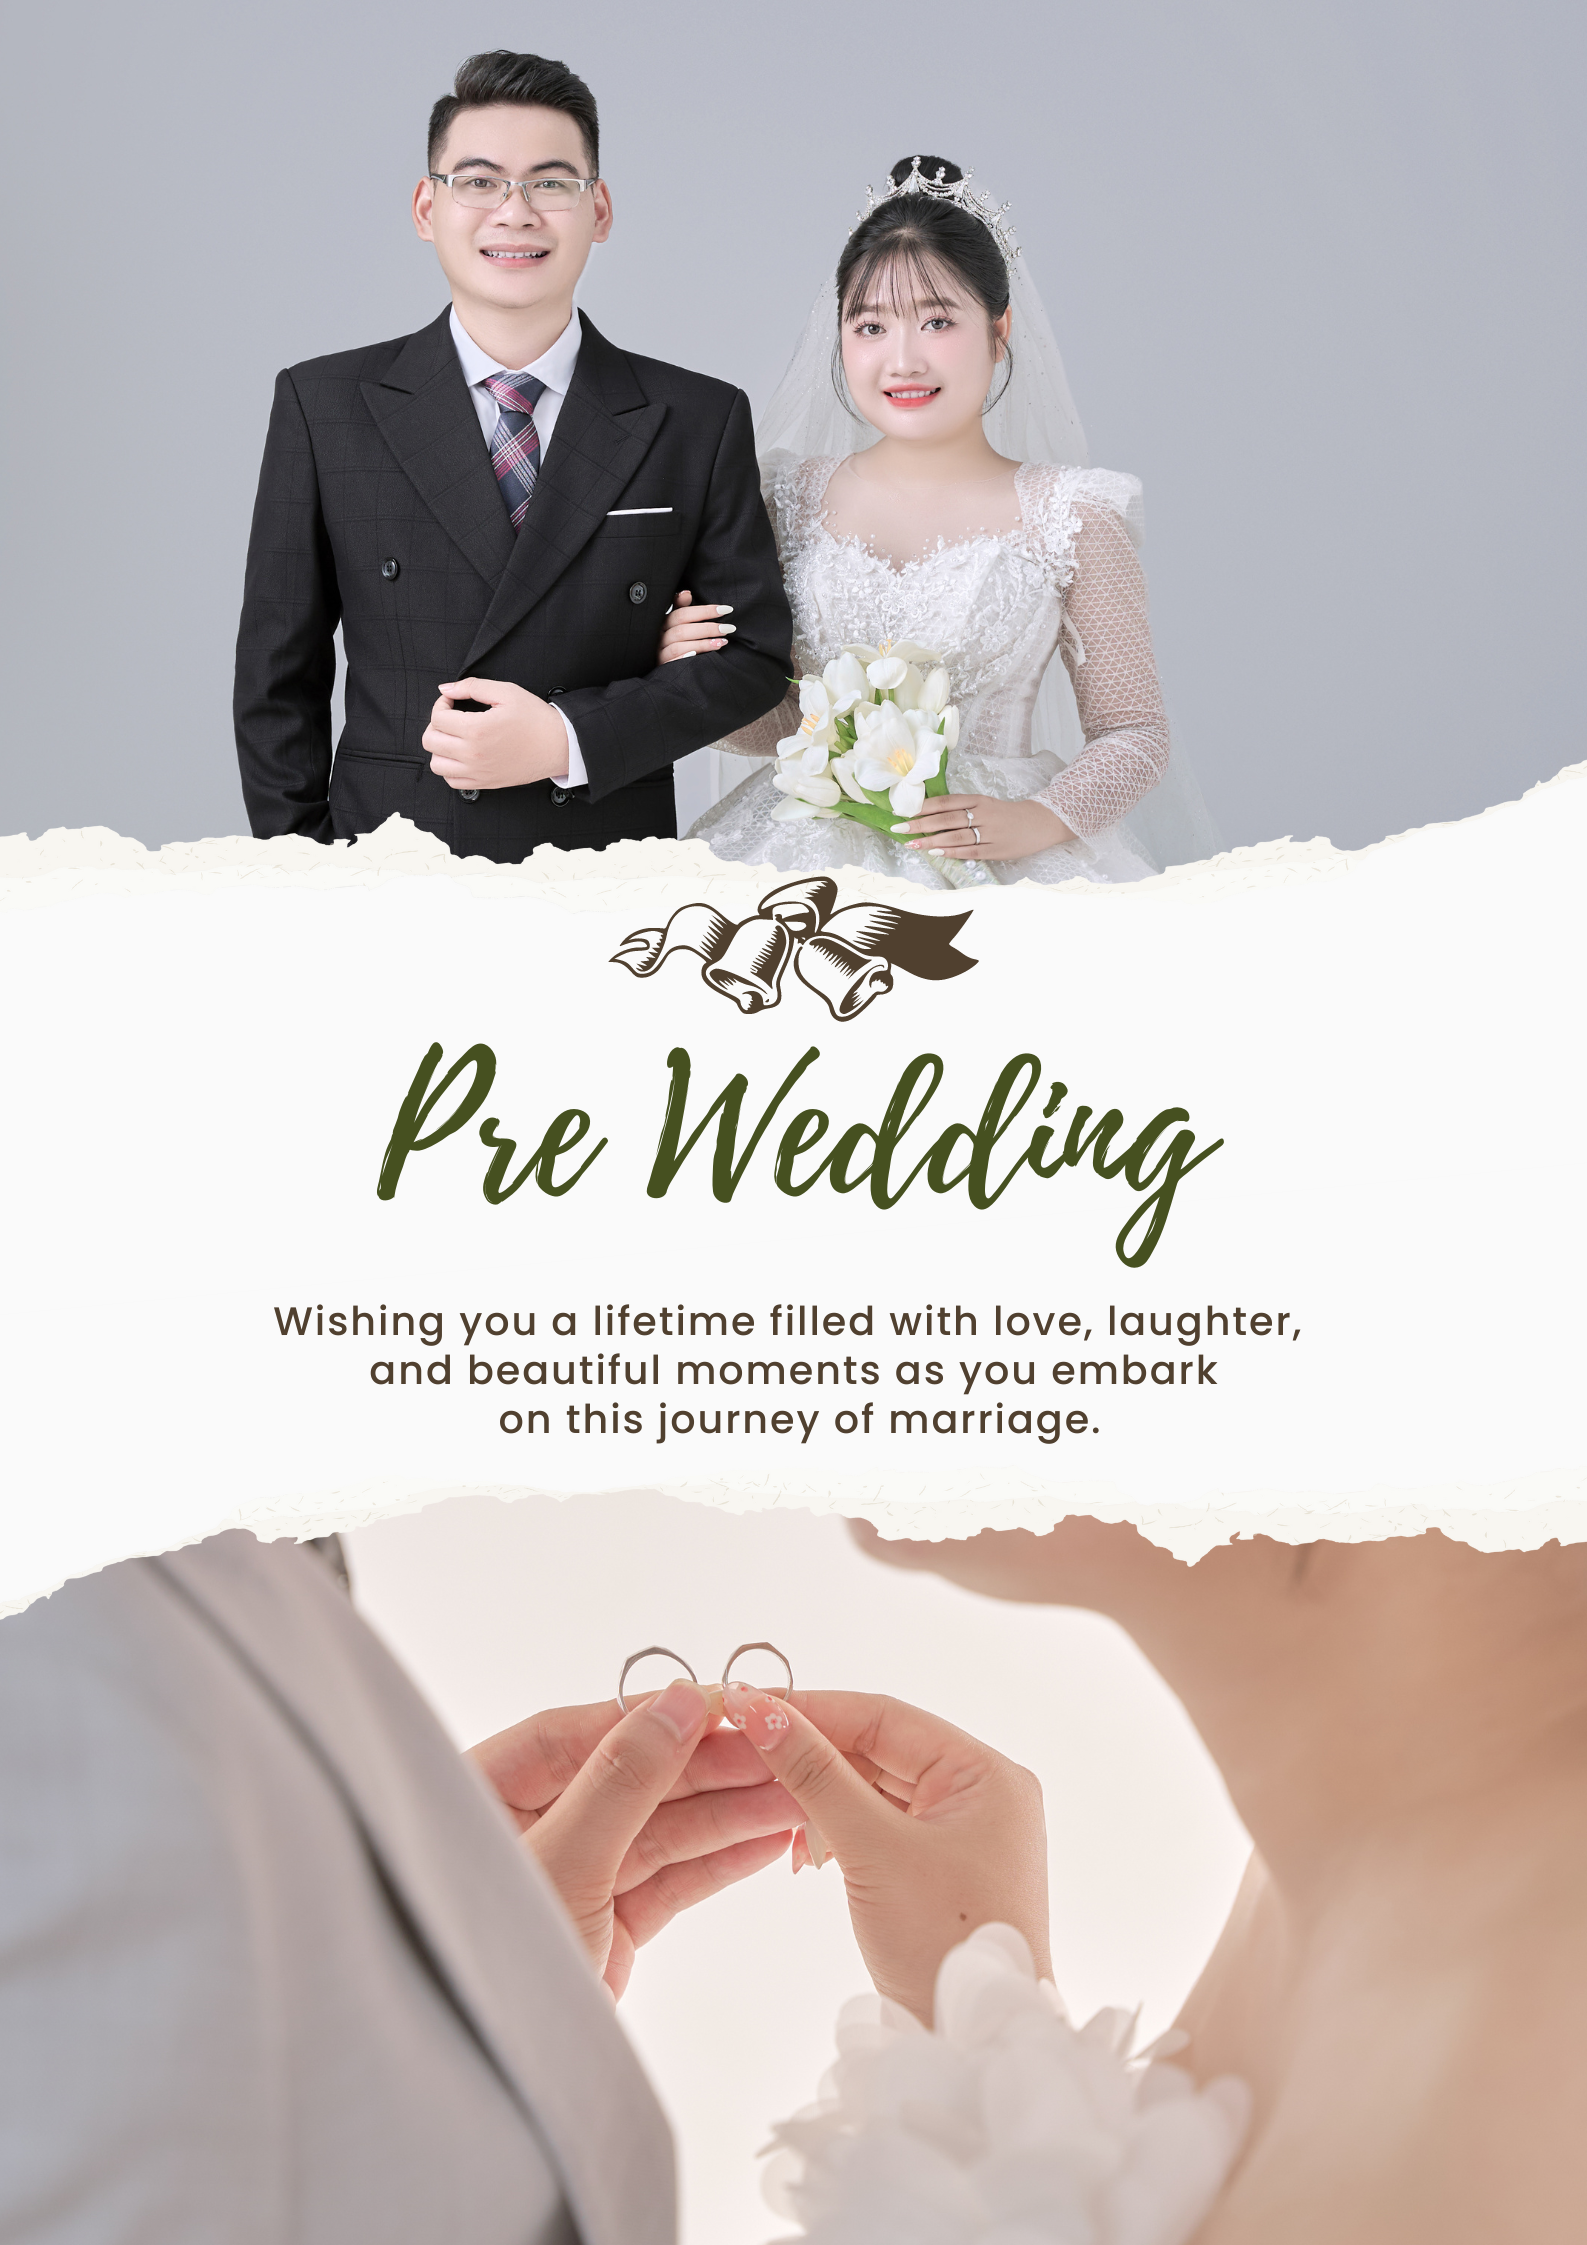 Pre Wedding
Wishing you a lifetime filled with love, laughter,
and beautiful moments as you embark
on this journey of marriage.